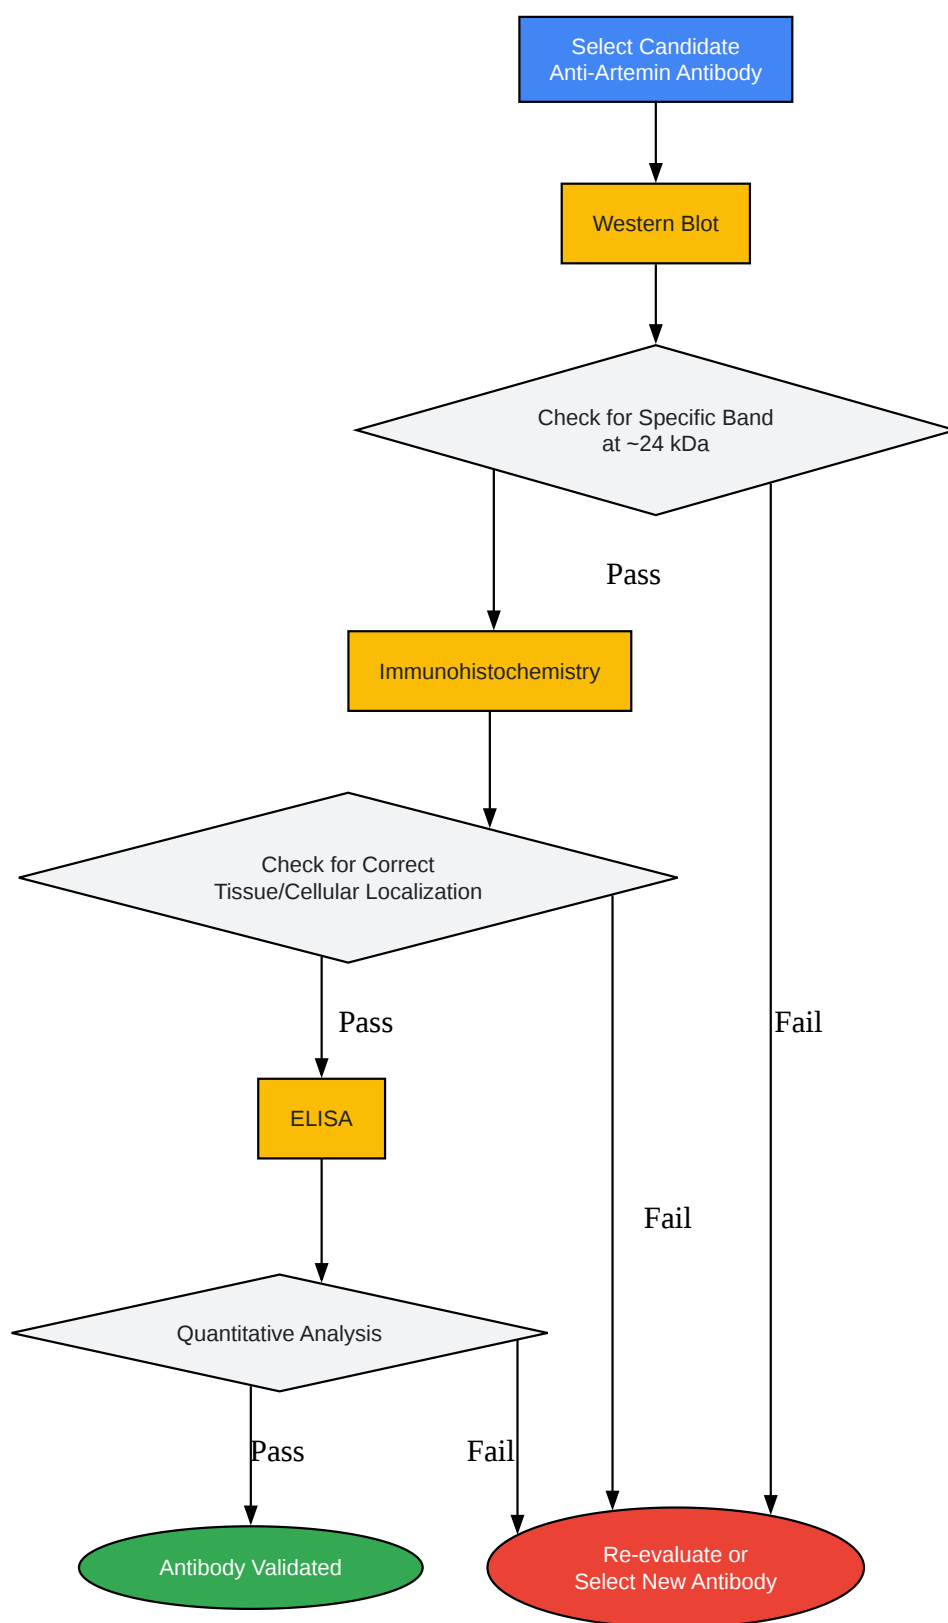 Select Candidate
Anti-Artemin Antibody
Western Blot
Check for Specific Band
at ~24 kDa
Pass
Immunohistochemistry
Check for Correct
Tissue/Cellular Localization
Pass
Fail
ELISA
Fail
Quantitative Analysis
Pass
Fail
Antibody Validated
Re-evaluate or
Select New Antibody